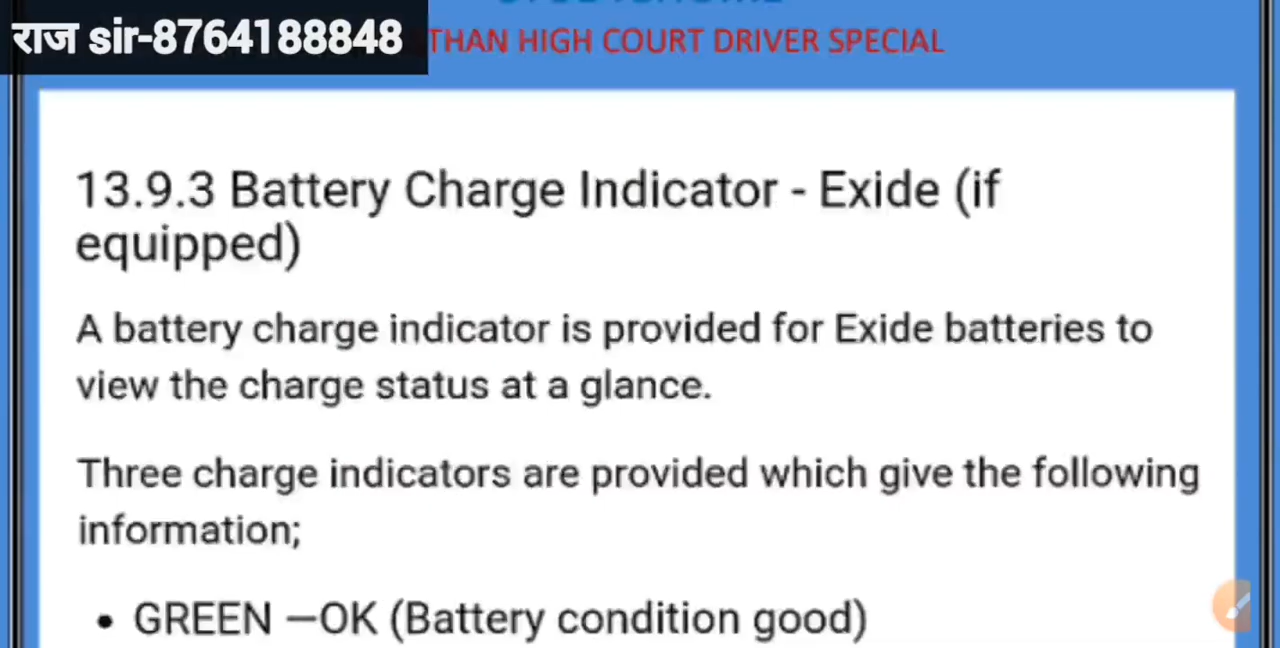 राज sir-8764188848
THAN HIGH COURT DRIVER SPECIAL
13.9.3 Battery Charge Indicator - Exide (if
equipped)
A battery charge indicator is provided for Exide batteries to
view the charge status at a glance.
Three charge indicators are provided which give the following
information;
• GREEN —OK (Battery condition good)